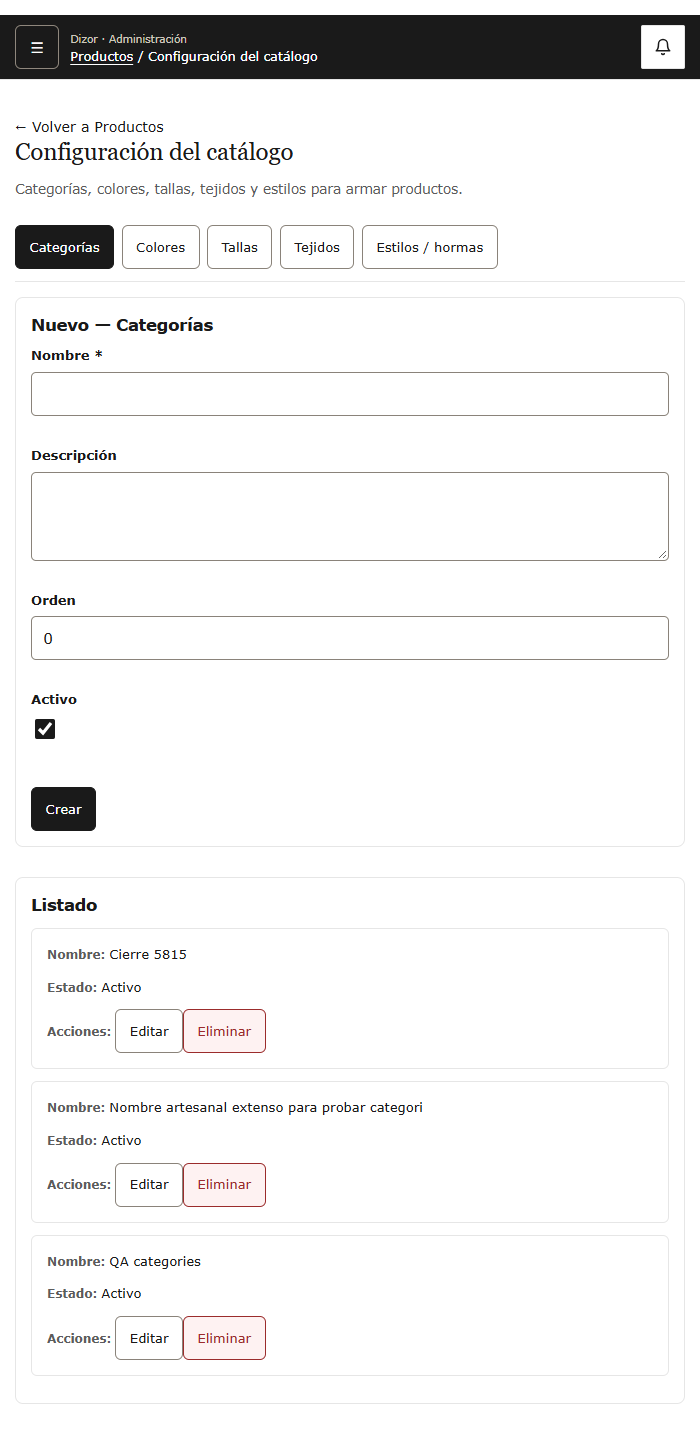 Dizor · Administración
Productos / Configuración del catálogo
← Volver a Productos
Configuración del catálogo
Categorías, colores, tallas, tejidos y estilos para armar productos.
Categorías Colores Tallas Tejidos Estilos / hormas
Nuevo — Categorías
Nombre *
Descripción
Orden
0
Activo
Crear
Listado
Nombre: Cierre 5815
Estado: Activo
Acciones: Editar Eliminar
Nombre: Nombre artesanal extenso para probar categori
Estado: Activo
Acciones: Editar Eliminar
Nombre: QA categories
Estado: Activo
Acciones: Editar Eliminar